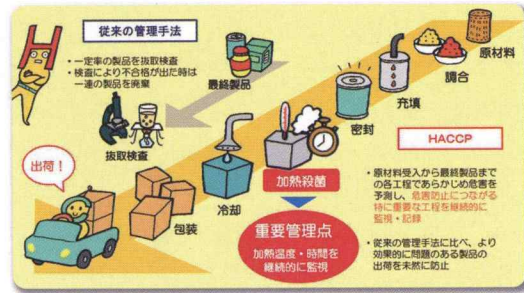 従来の管理手法
・一定率の製品を抜取検査
・検査により不合格が出た時は
一連の製品を廃棄
最終製品
抜取検査
出荷！
包装
冷却
加熱殺菌
密封
充填
調合
原材料
重要管理点
加熱温度・時間を
継続的に監視
HACCP
・原材料受入から最終製品まで
の各工程であらかじめ危害を
予測し、危害防止につながる
特に重要な工程を継続的に
監視・記録
・従来の管理手法に比べ、より
効果的に問題のある製品の
出荷を未然に防止